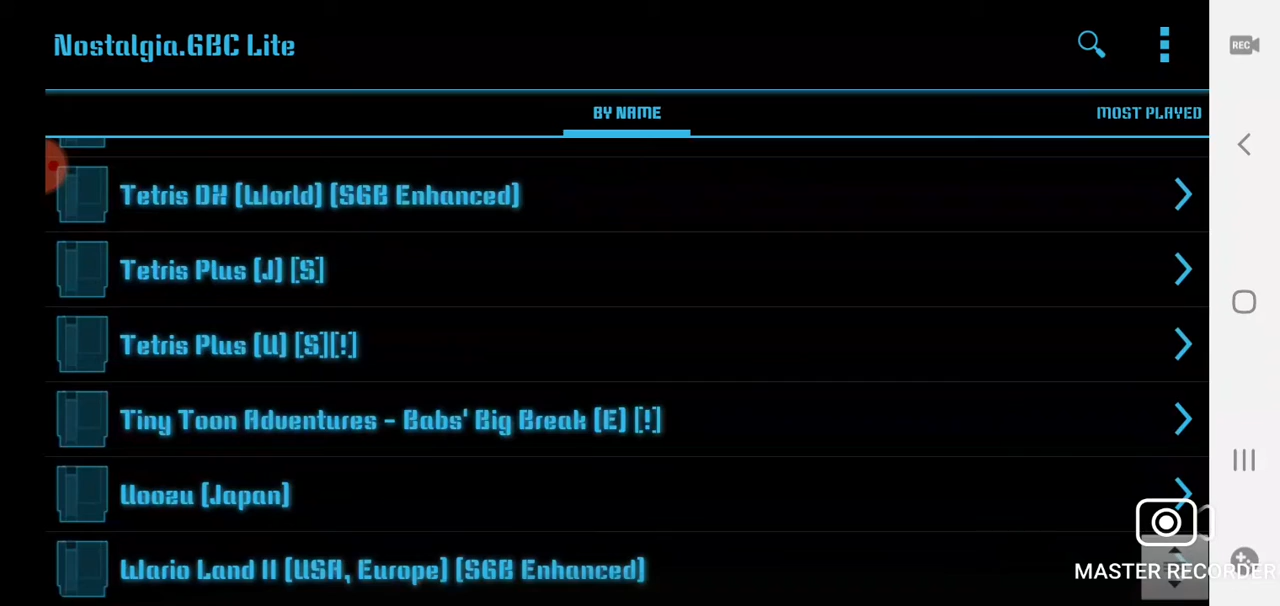 Nostalgia.GBC Lite
REC
BY NAME
MOST PLAYED
Tetris DX (World) (SGB Enhanced)
Tetris Plus (J) [S]
Tetris Plus (U) [S][!]
Tiny Toon Adventures - Babs' Big Break (E) [!]
Uoozu (Japan)
Wario Land II (USA, Europe) (SGB Enhanced)
MASTER RECORDER